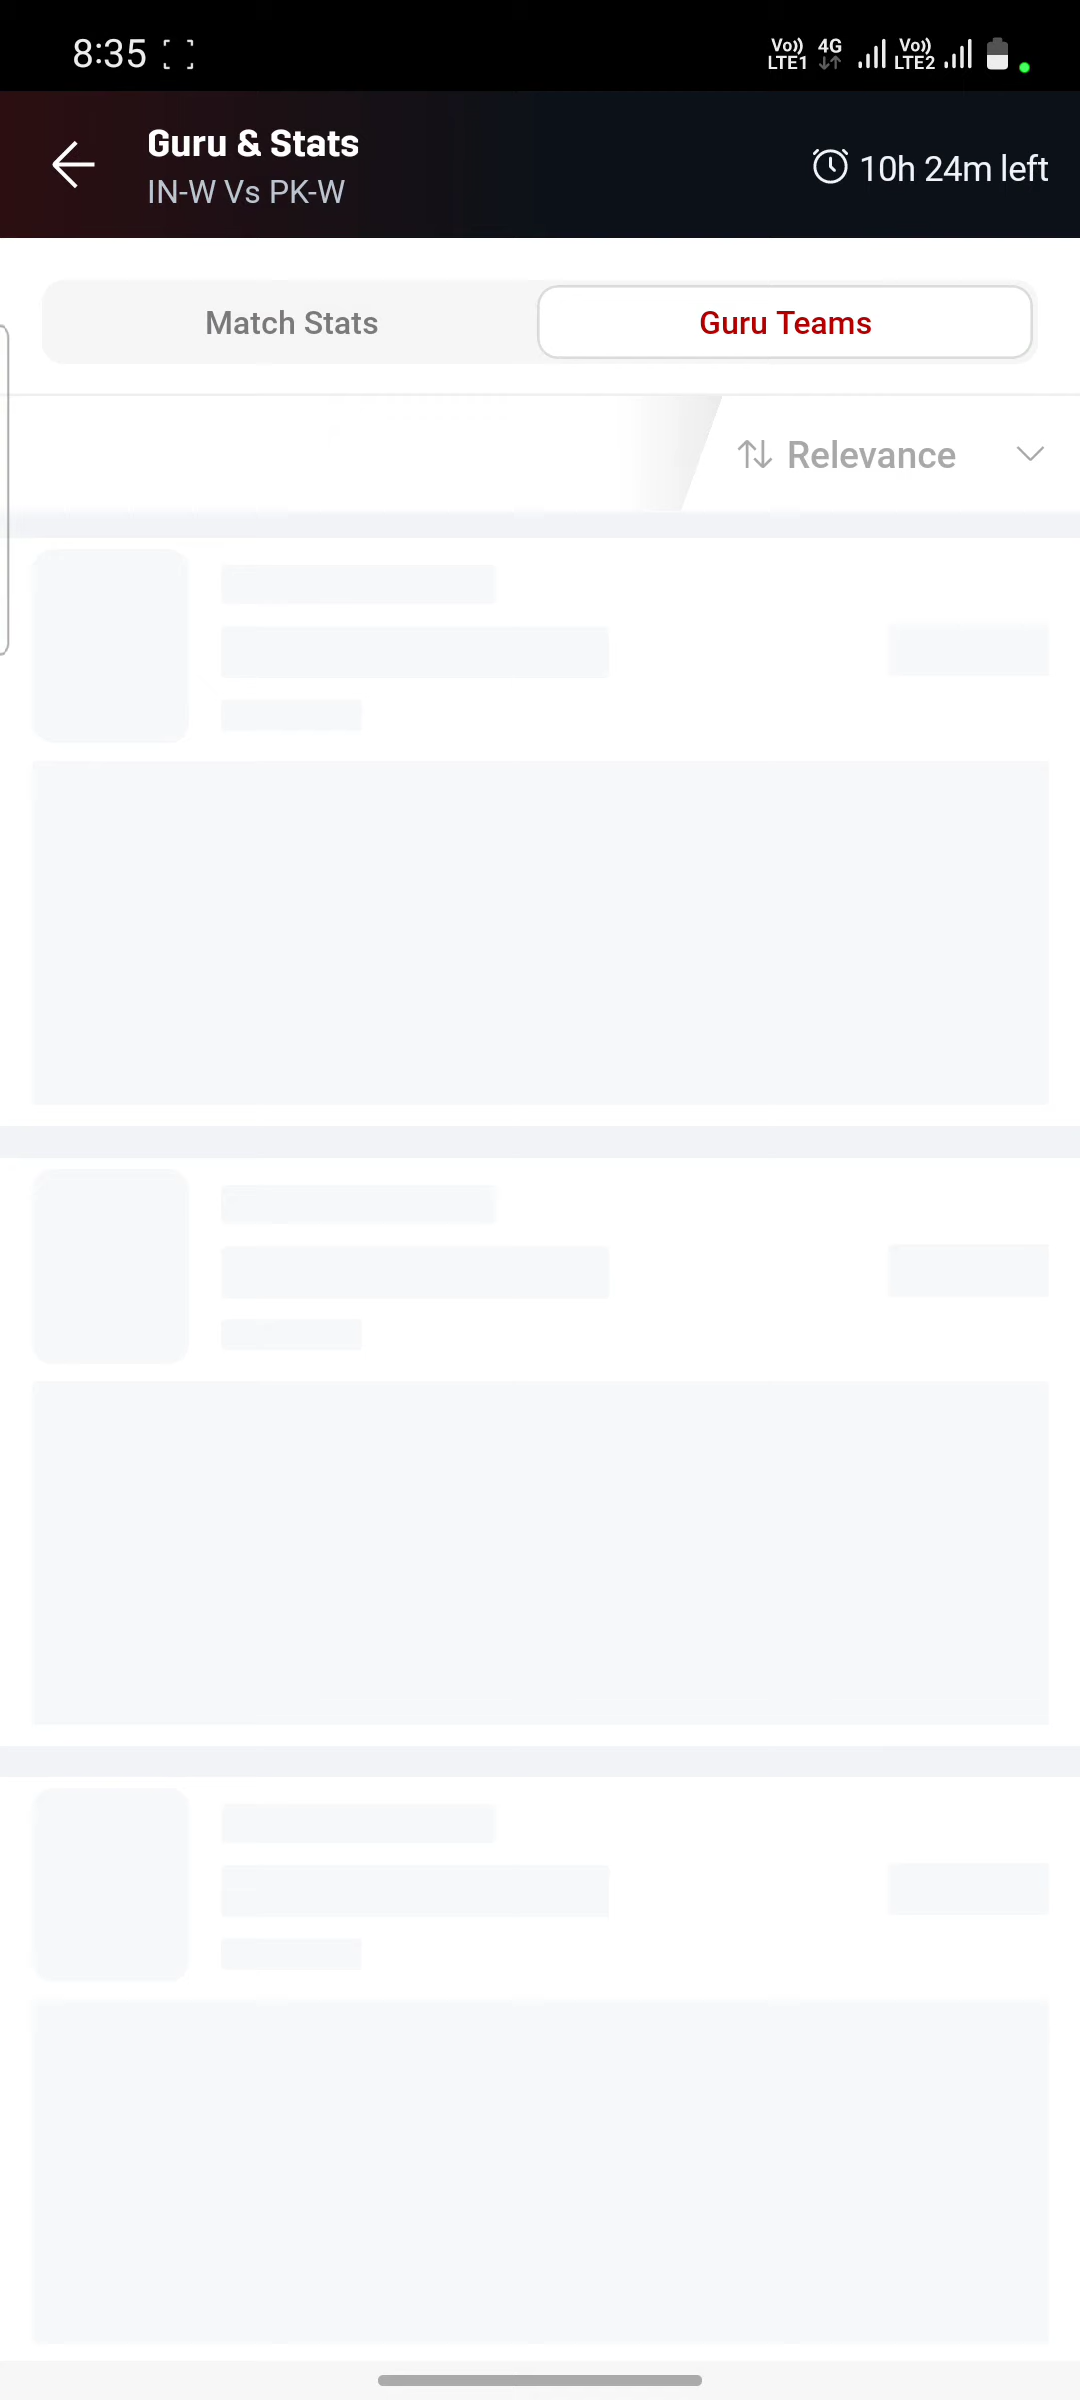 8:35
Vo)) LTE1 4G Vo)) LTE2
Guru & Stats
IN-W Vs PK-W
10h 24m left
Match Stats
Guru Teams
Relevance